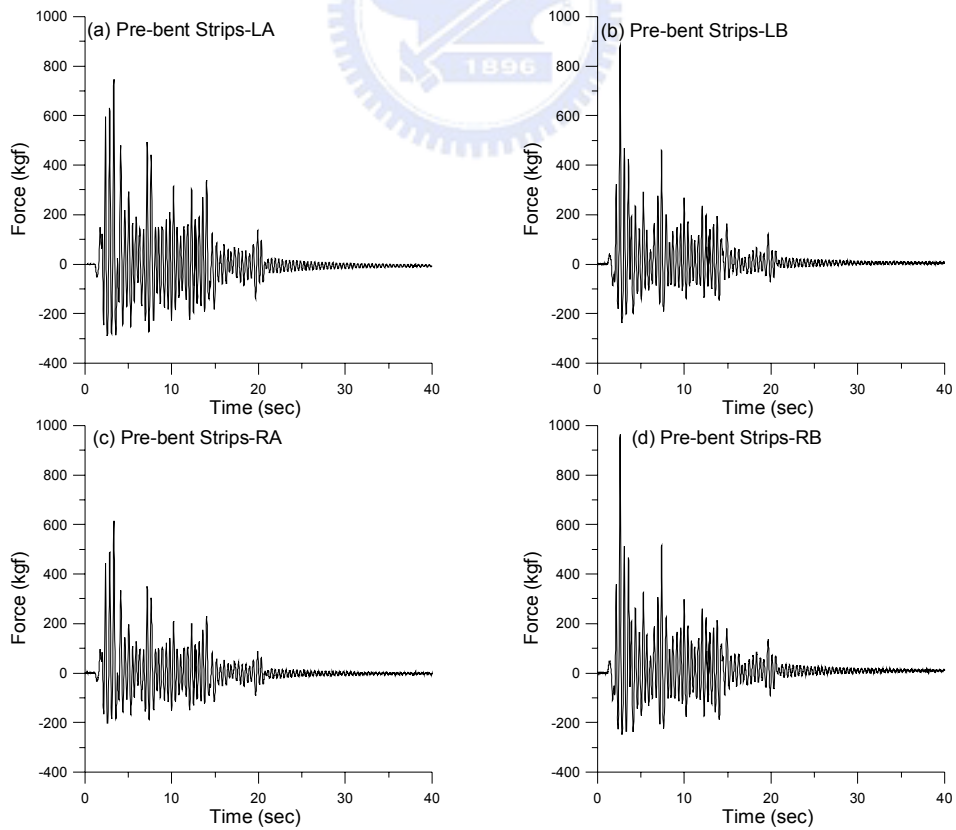 (a) Pre-bent Strips-LA
1000
800
600
400
200
0
-200
-400
Force (kgf)
0 10 20 30 40
Time (sec)
(b) Pre-bent Strips-LB
1000
800
600
400
200
0
-200
-400
Force (kgf)
0 10 20 30 40
Time (sec)
1896
(c) Pre-bent Strips-RA
1000
800
600
400
200
0
-200
-400
Force (kgf)
0 10 20 30 40
Time (sec)
(d) Pre-bent Strips-RB
1000
800
600
400
200
0
-200
-400
Force (kgf)
0 10 20 30 40
Time (sec)